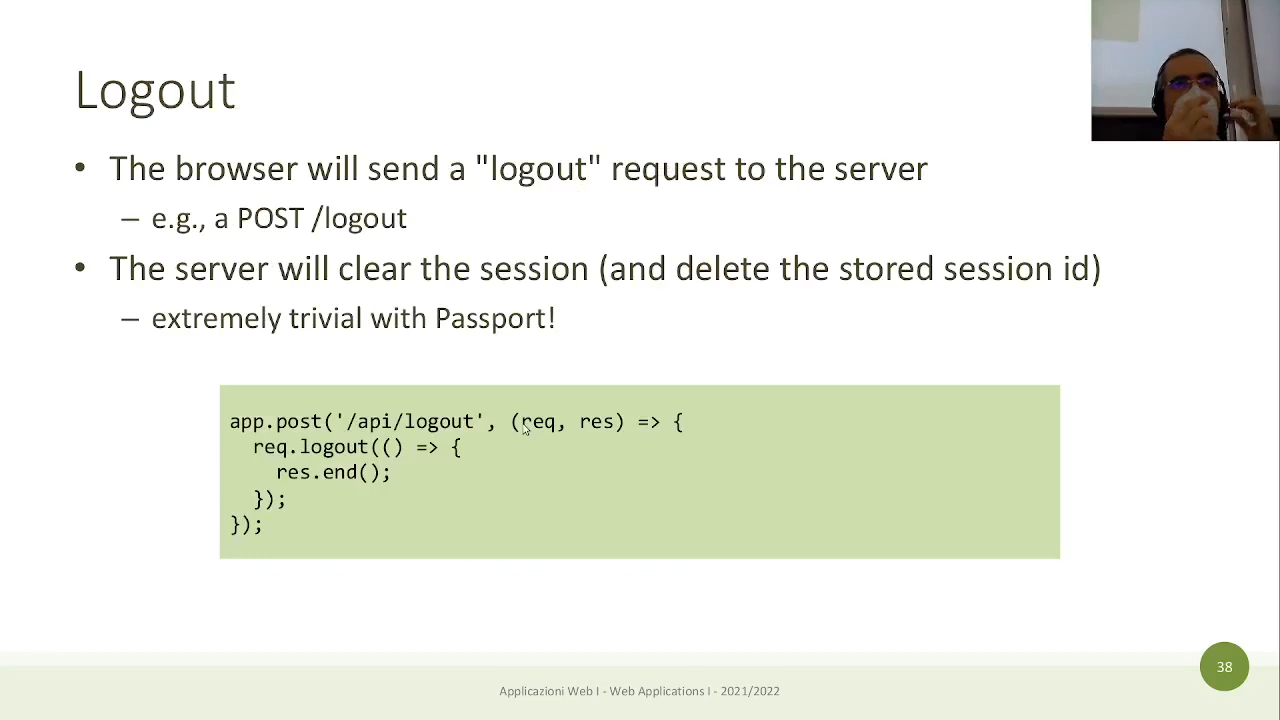 Logout
• The browser will send a "logout" request to the server
– e.g., a POST /logout
• The server will clear the session (and delete the stored session id)
– extremely trivial with Passport!
app.post('/api/logout', (req, res) => {
  req.logout(() => {
    res.end();
  });
});
38
Applicazioni Web I - Web Applications I - 2021/2022